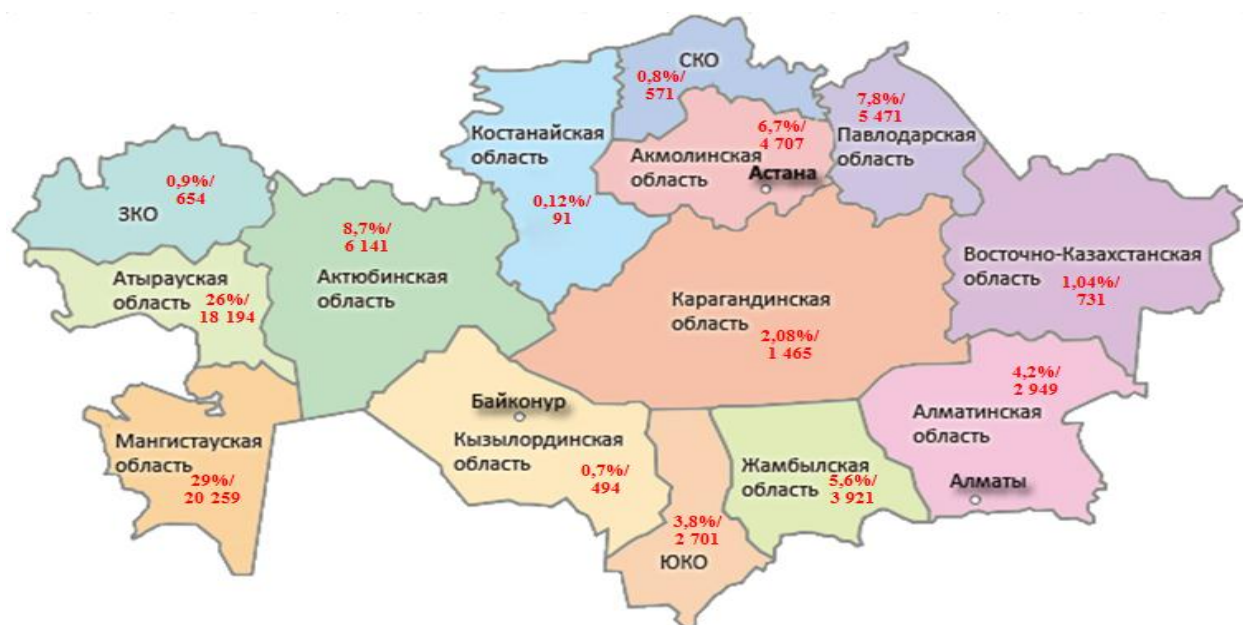 СКО
0,8%/
571
7,8%/
5 471
Павлодарская
область
Костанайская
область
0,12%/
91
6,7%/
4 707
Акмолинская
область
Астана
0,9%/
654
ЗКО
8,7%/
6 141
Актюбинская
область
Атырауская
область
26%/
18 194
Восточно-Казахстанская
область
1,04%/
731
Карагандинская
область
2,08%/
1 465
4,2%/
2 949
Алматинская
область
Алматы
Байконур
Кызылординская
область
0,7%/
494
Мангистауская
область
29%/
20 259
Жамбылская
область
5,6%/
3 921
3,8%/
2 701
ЮКО